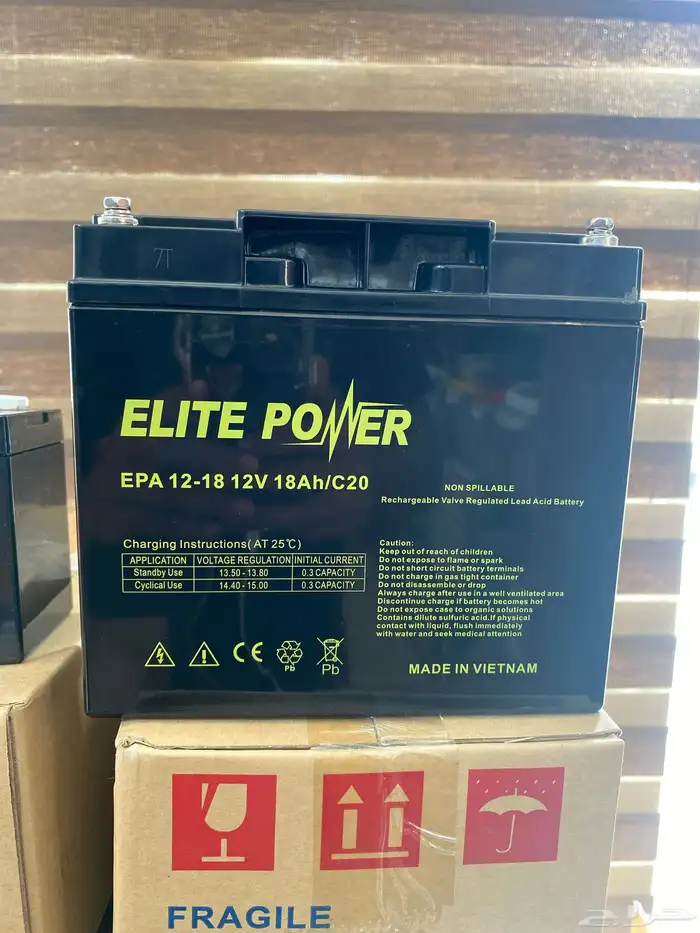 7T
ELITE POWER
EPA 12-18 12V 18Ah/C20
NON SPILLABLE
Rechargeable Valve Regulated Lead Acid Battery
Charging Instructions( AT 25℃)
APPLICATION VOLTAGE REGULATION INITIAL CURRENT
Standby Use 13.50 - 13.80 0.3 CAPACITY
Cyclical Use 14.40 - 15.00 0.3 CAPACITY
Caution:
Keep out of reach of children
Do not expose to flame or spark
Do not short circuit battery terminals
Do not charge in gas tight container
Do not disassemble or drop
Always charge after use in a well ventilated area
Discontinue charge if battery becomes hot
Do not expose case to organic solutions
Contains dilute sulfuric acid.If physical
contact with liquid, flush immediately
with water and seek medical attention
CE
Pb
Pb
MADE IN VIETNAM
FRAGILE
حراج